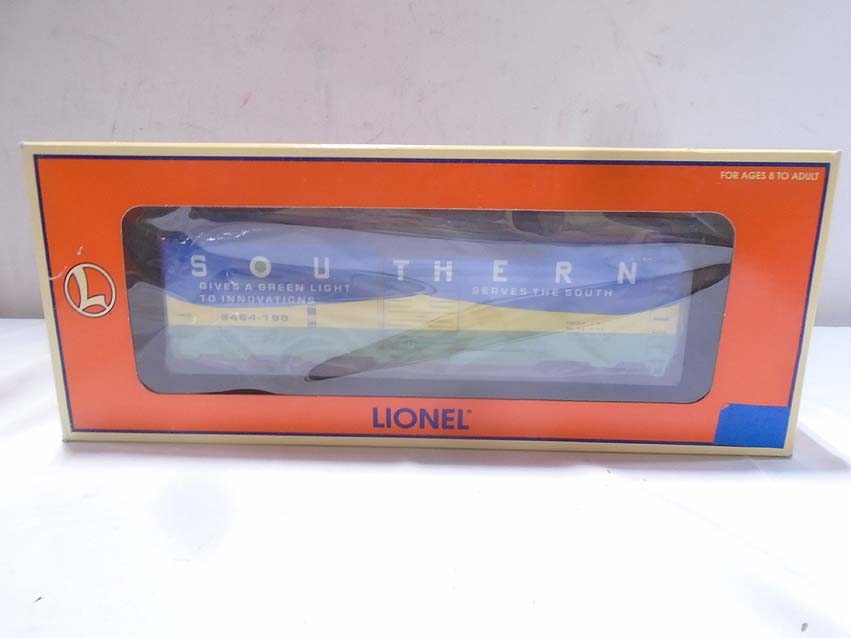 FOR AGES 8 TO ADULT
L
SOUTHERN
GIVES A GREEN LIGHT
TO INNOVATIONS
SERVES THE SOUTH
9464-199
LIONEL